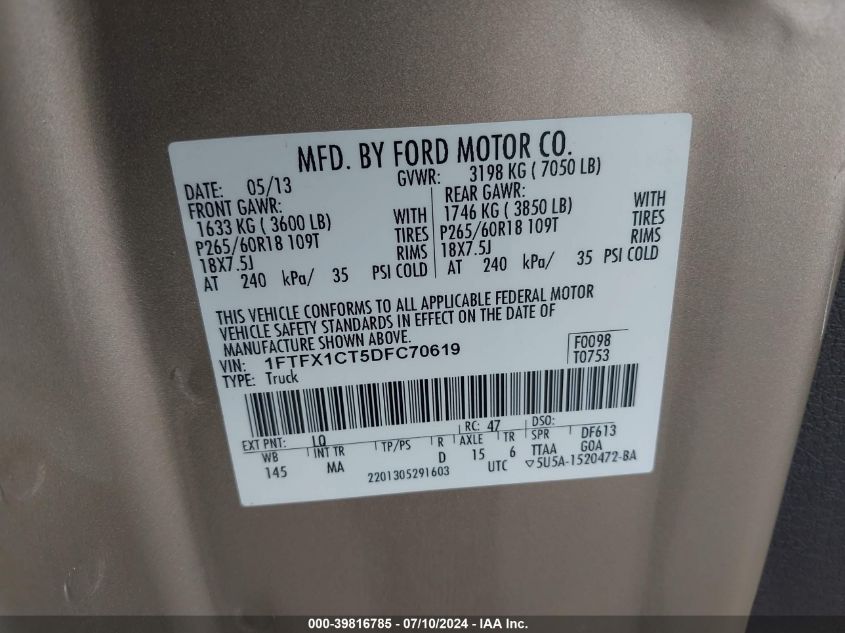 MFD. BY FORD MOTOR CO.
DATE: 05/13 GVWR: 3198 KG ( 7050 LB)
FRONT GAWR: REAR GAWR:
1633 KG ( 3600 LB) WITH 1746 KG ( 3850 LB) WITH
P265/60R18 109T TIRES P265/60R18 109T TIRES
18X7.5J RIMS 18X7.5J RIMS
AT 240 kPa/ 35 PSI COLD AT 240 kPa/ 35 PSI COLD
THIS VEHICLE CONFORMS TO ALL APPLICABLE FEDERAL MOTOR
VEHICLE SAFETY STANDARDS IN EFFECT ON THE DATE OF
MANUFACTURE SHOWN ABOVE.
VIN: 1FTFX1CT5DFC70619 F0098
TYPE: Truck T0753
EXT PNT: LQ RC: 47 DSO:
WB INT TR TP/PS R AXLE TR SPR DF613
145 MA D 15 6 TTAA GOA
2201305291603 UTC ▽5U5A-1520472-BA
000-39816785 - 07/10/2024 - IAA Inc.